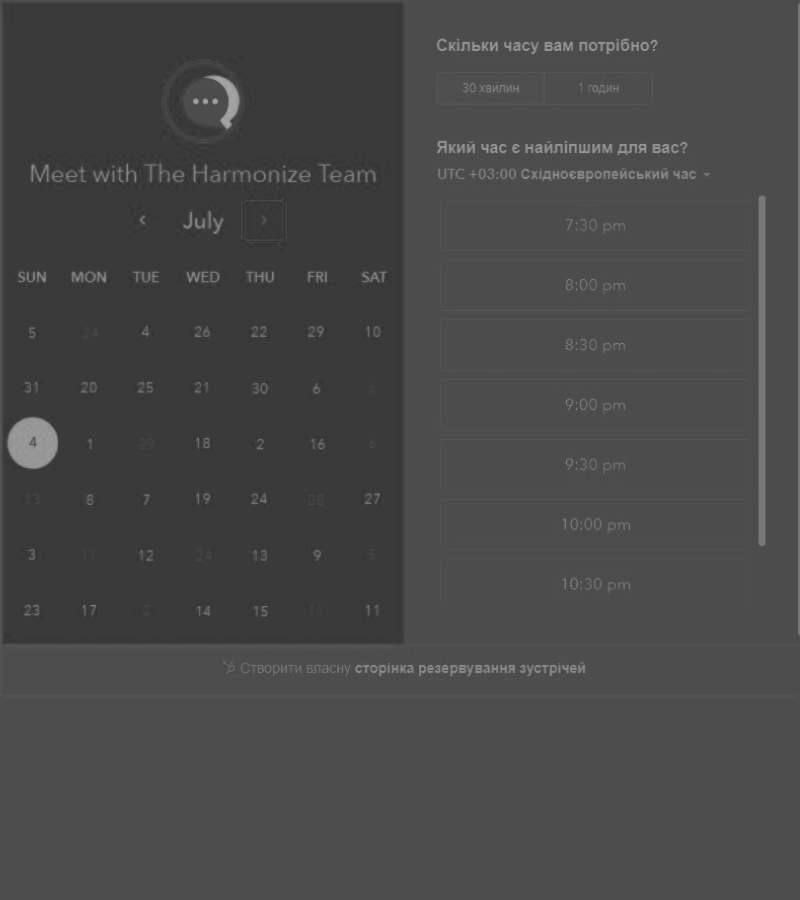 Meet with The Harmonize Team
July
SUN MON TUE WED THU FRI SAT
5 24 4 26 22 29 10
31 20 25 21 30 6
4 1 29 18 2 16
13 8 7 19 24 28 27
3 11 12 24 13 9 5
23 17 2 14 15 11 11
Скільки часу вам потрібно?
30 хвилин 1 годин
Який час є найліпшим для вас?
UTC +03:00 Східноєвропейський час
7:30 pm
8:00 pm
8:30 pm
9:00 pm
9:30 pm
10:00 pm
10:30 pm
Створити власну сторінка резервування зустрічей